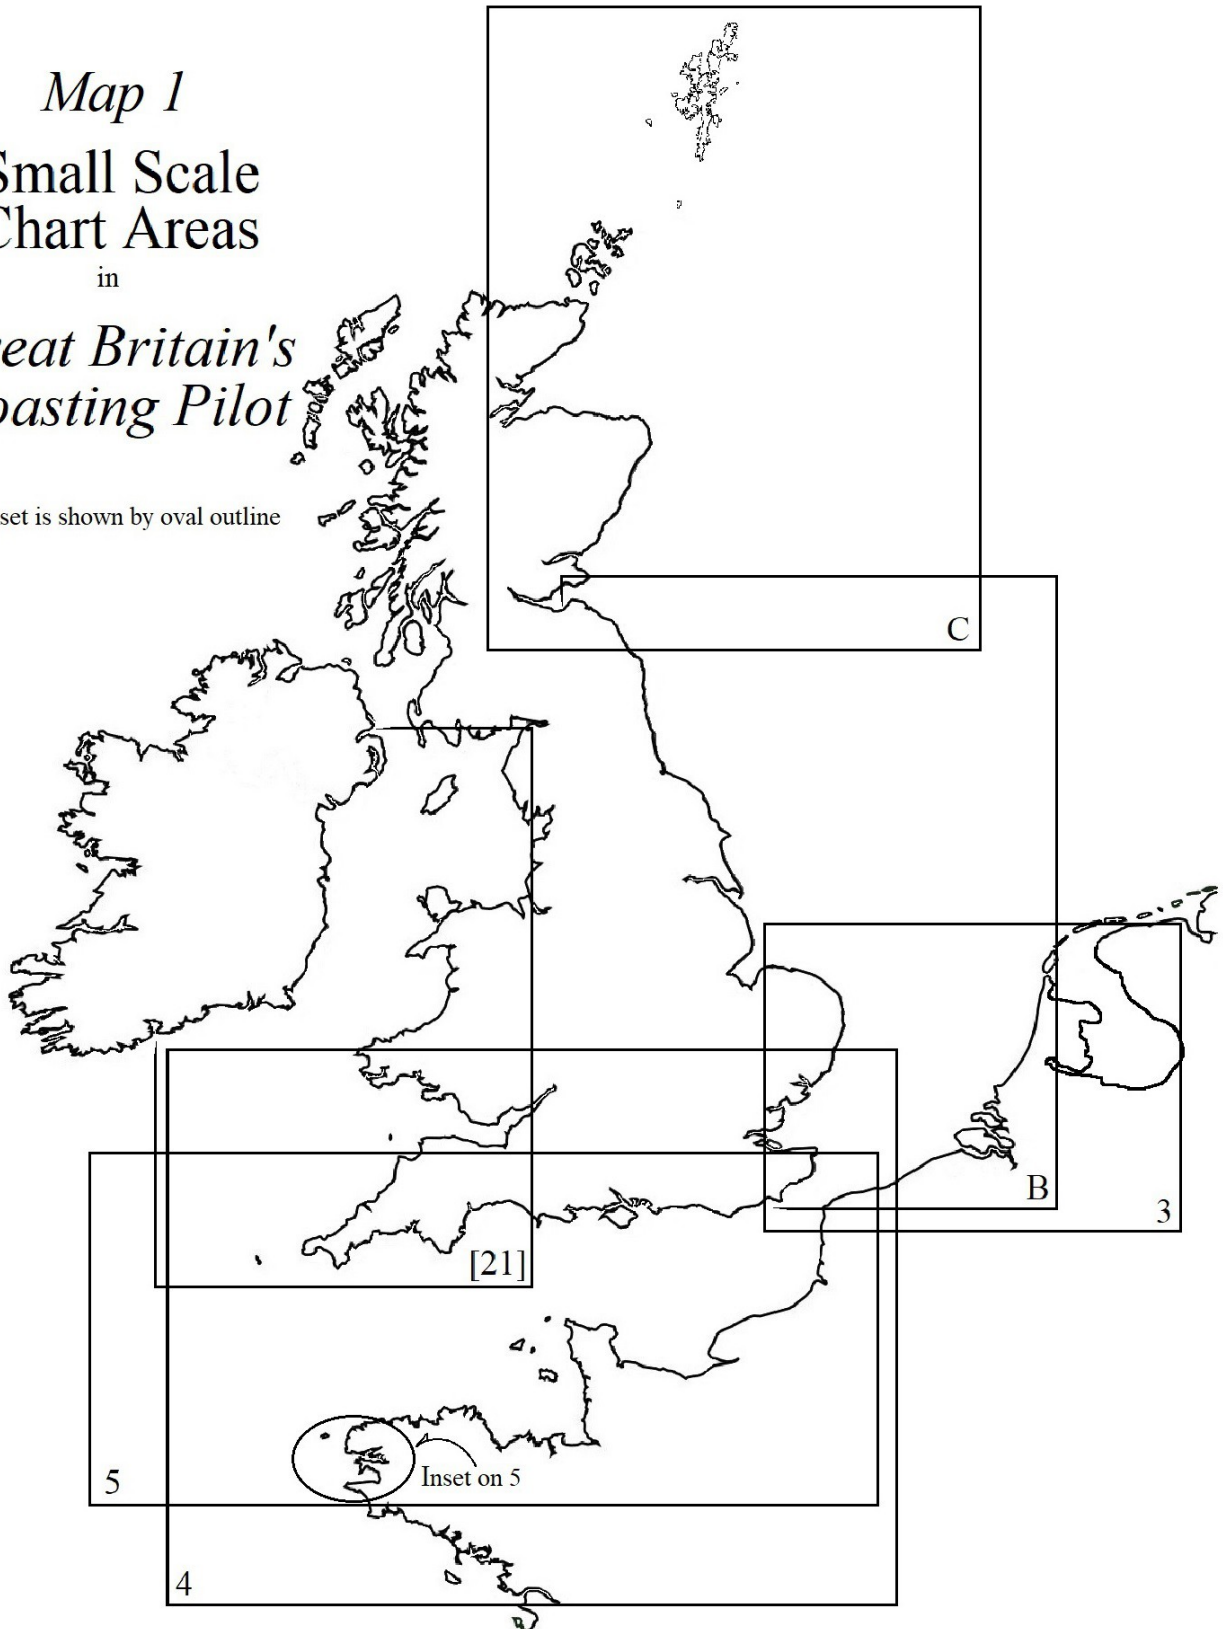 Map 1
Small Scale
Chart Areas
in
eat Britain's
oasting Pilot
set is shown by oval outline
C
B
3
[21]
5
Inset on 5
4